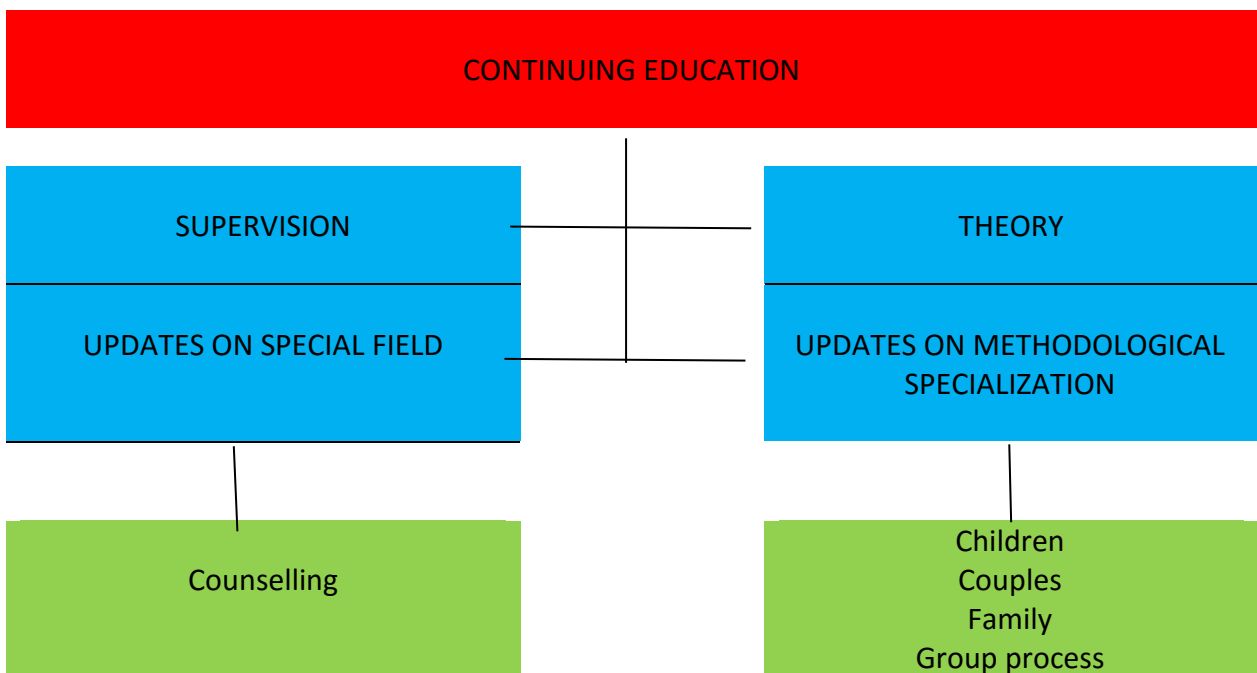 CONTINUING EDUCATION
SUPERVISION
THEORY
UPDATES ON SPECIAL FIELD
UPDATES ON METHODOLOGICAL
SPECIALIZATION
Counselling
Children
Couples
Family
Group process